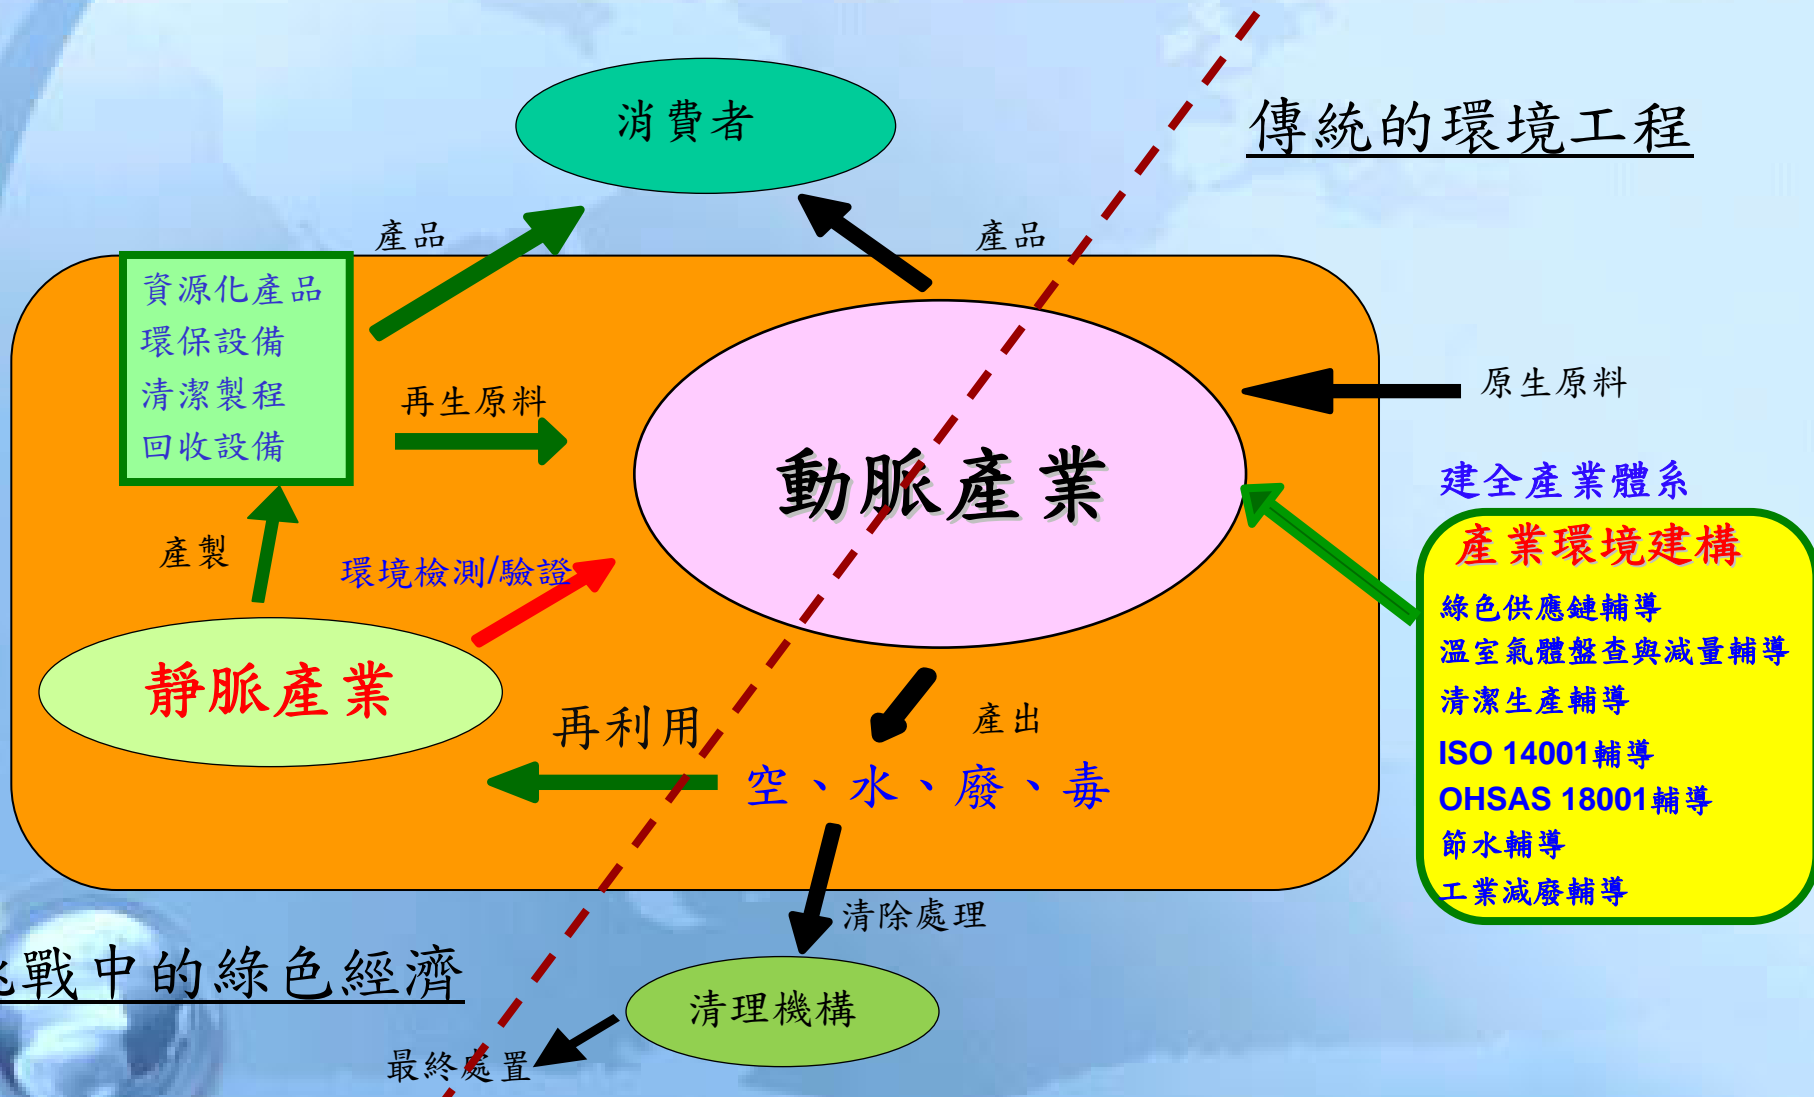 消費者
傳統的環境工程
產品
產品
資源化產品
環保設備
清潔製程
回收設備
再生原料
原生原料
動脈產業
建全產業體系
產業環境建構
綠色供應鏈輔導
溫室氣體盤查與減量輔導
清潔生產輔導
ISO 14001輔導
OHSAS 18001輔導
節水輔導
工業減廢輔導
產製
環境檢測/驗證
靜脈產業
再利用
產出
空、水、廢、毒
清除處理
戰中的綠色經濟
清理機構
最終處置